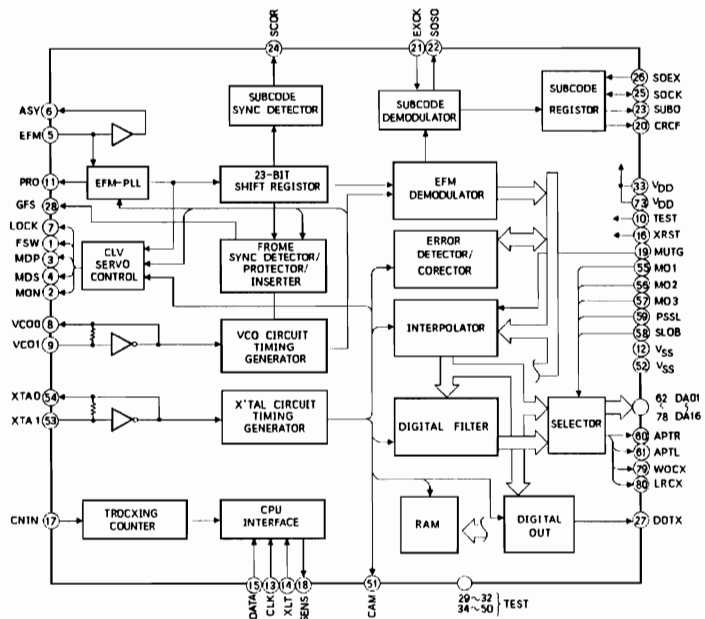 SCOR
24
EXCK
21
SOSO
22
ASY 6
EFM 5
PRO 11
GFS 28
LOCK 7
FSW 1
MDP 3
MDS 4
MON 2
VCO0 8
VCO1 9
XTA0 54
XTA1 53
CNIN 17
SUBCODE
SYNC DETECTOR
SUBCODE
DEMODULATOR
SUBCODE
REGISTOR
EFM-PLL
23-BIT
SHIFT REGISTOR
EFM
DEMODULATOR
CLV
SERVO
CONTROL
FROME
SYNC DETECTOR/
PROTECTOR/
INSERTER
ERROR
DETECTOR/
CORECTOR
VCO CIRCUIT
TIMING
GENERATOR
INTERPOLATOR
X'TAL CIRCUIT
TIMING
GENERATOR
DIGITAL FILTER
SELECTOR
TROCXING
COUNTER
CPU
INTERFACE
RAM
DIGITAL
OUT
26 SOEX
25 SOCK
23 SUBO
20 CRCF
33 VDD
73 VDD
10 TEST
16 XRST
19 MUTG
55 MO1
56 MO2
57 MO3
59 PSSL
58 SLOB
12 VSS
52 VSS
62 DA01
~
78 DA16
60 APTR
61 APTL
79 WOCX
80 LRCX
27 DOTX
15 13 14 18
DATA CLK XLT SENS
51
CAM
29~32
34~50 } TEST